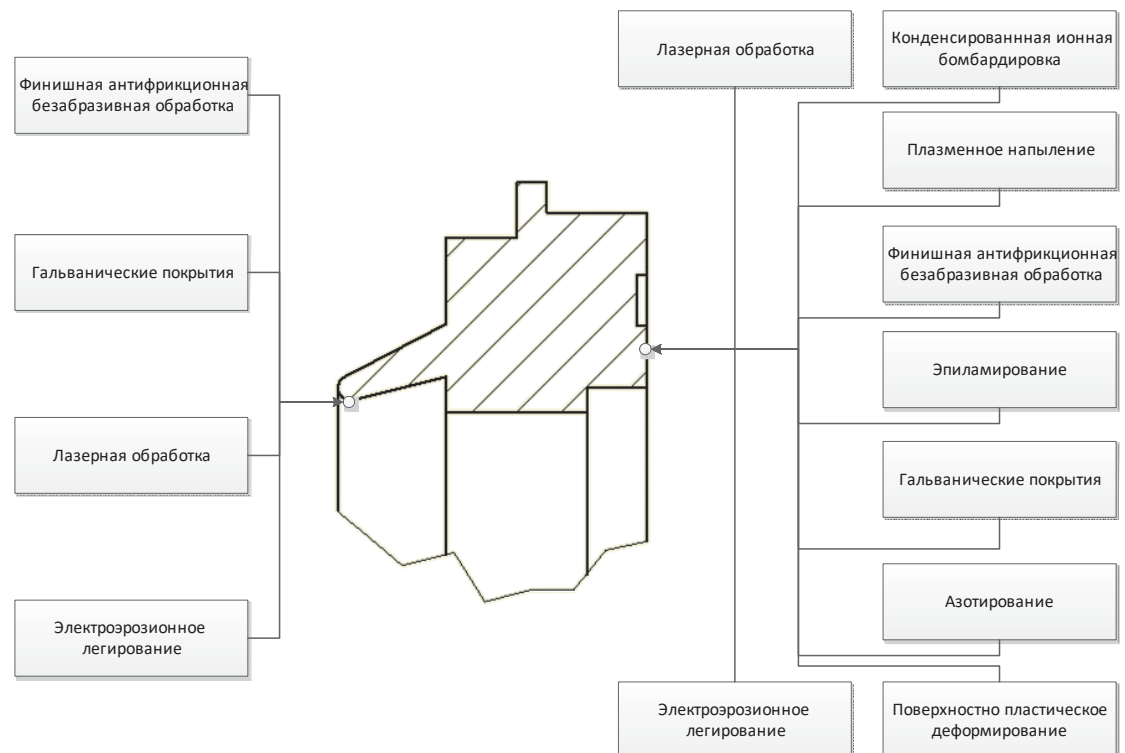 Финишная антифрикционная
безабразивная обработка
Гальванические покрытия
Лазерная обработка
Электроэрозионное
легирование
Лазерная обработка
Электроэрозионное
легирование
Конденсированнная ионная
бомбардировка
Плазменное напыление
Финишная антифрикционная
безабразивная обработка
Эпиламирование
Гальванические покрытия
Азотирование
Поверхностно пластическое
деформирование